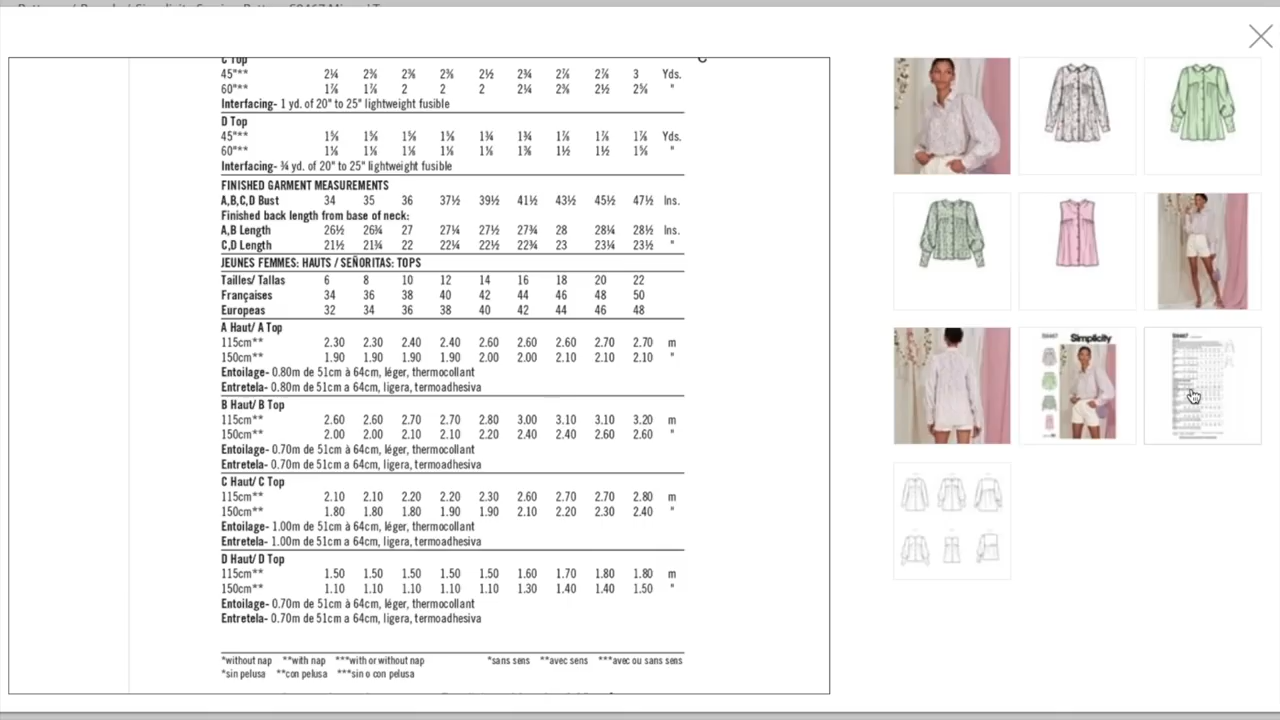 C Top
45"** 2¼ 2⅜ 2⅜ 2⅜ 2½ 2¾ 2⅞ 2⅞ 3 Yds.
60"** 1⅞ 1⅞ 2 2 2 2¼ 2⅜ 2½ 2⅝ "
Interfacing- 1 yd. of 20" to 25" lightweight fusible
D Top
45"** 1⅝ 1⅝ 1⅝ 1⅝ 1¾ 1¾ 1⅞ 1⅞ 1⅞ Yds.
60"** 1⅛ 1⅛ 1⅛ 1⅛ 1⅛ 1⅜ 1½ 1½ 1⅝ "
Interfacing- ¾ yd. of 20" to 25" lightweight fusible
FINISHED GARMENT MEASUREMENTS
A,B,C,D Bust 34 35 36 37½ 39½ 41½ 43½ 45½ 47½ Ins.
Finished back length from base of neck:
A,B Length 26½ 26¾ 27 27¼ 27½ 27¾ 28 28¼ 28½ Ins.
C,D Length 21½ 21¾ 22 22¼ 22½ 22¾ 23 23¼ 23½ "
JEUNES FEMMES: HAUTS / SEÑORITAS: TOPS
Tailles/ Tallas 6 8 10 12 14 16 18 20 22
Françaises 34 36 38 40 42 44 46 48 50
Europeas 32 34 36 38 40 42 44 46 48
A Haut/ A Top
115cm** 2.30 2.30 2.40 2.40 2.60 2.60 2.60 2.70 2.70 m
150cm** 1.90 1.90 1.90 1.90 2.00 2.00 2.10 2.10 2.10 "
Entoilage- 0.80m de 51cm à 64cm, léger, thermocollant
Entretela- 0.80m de 51cm a 64cm, ligera, termoadhesiva
B Haut/ B Top
115cm** 2.60 2.60 2.70 2.70 2.80 3.00 3.10 3.10 3.20 m
150cm** 2.00 2.00 2.10 2.10 2.20 2.40 2.40 2.60 2.60 "
Entoilage- 0.70m de 51cm à 64cm, léger, thermocollant
Entretela- 0.70m de 51cm a 64cm, ligera, termoadhesiva
C Haut/ C Top
115cm** 2.10 2.10 2.20 2.20 2.30 2.60 2.70 2.70 2.80 m
150cm** 1.80 1.80 1.80 1.90 1.90 2.10 2.20 2.30 2.40 "
Entoilage- 1.00m de 51cm à 64cm, léger, thermocollant
Entretela- 1.00m de 51cm a 64cm, ligera, termoadhesiva
D Haut/ D Top
115cm** 1.50 1.50 1.50 1.50 1.50 1.60 1.70 1.80 1.80 m
150cm** 1.10 1.10 1.10 1.10 1.10 1.30 1.40 1.40 1.50 "
Entoilage- 0.70m de 51cm à 64cm, léger, thermocollant
Entretela- 0.70m de 51cm a 64cm, ligera, termoadhesiva
*without nap **with nap ***with or without nap *sans sens **avec sens ***avec ou sans sens
*sin pelusa **con pelusa ***sin o con pelusa
Simplicity